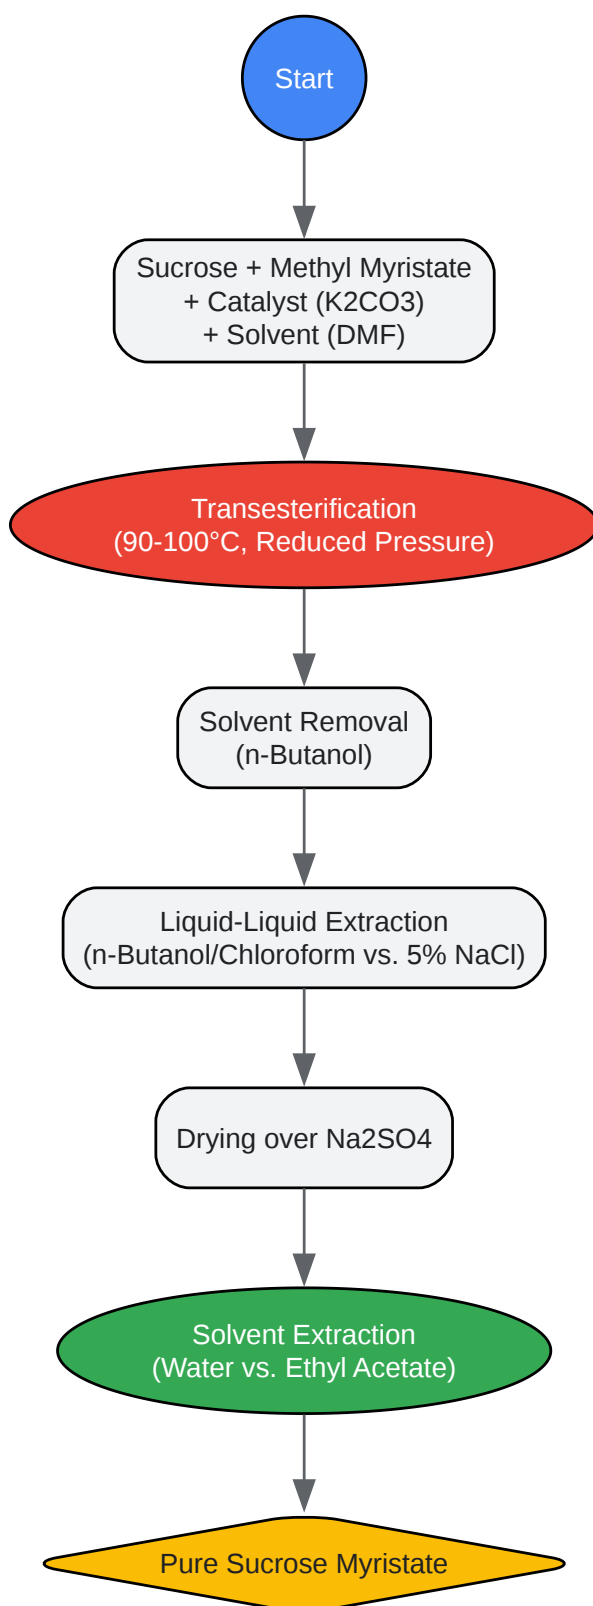 Start
Sucrose + Methyl Myristate
+ Catalyst (K2CO3)
+ Solvent (DMF)
Transesterification
(90-100°C, Reduced Pressure)
Solvent Removal
(n-Butanol)
Liquid-Liquid Extraction
(n-Butanol/Chloroform vs. 5% NaCl)
Drying over Na2SO4
Solvent Extraction
(Water vs. Ethyl Acetate)
Pure Sucrose Myristate